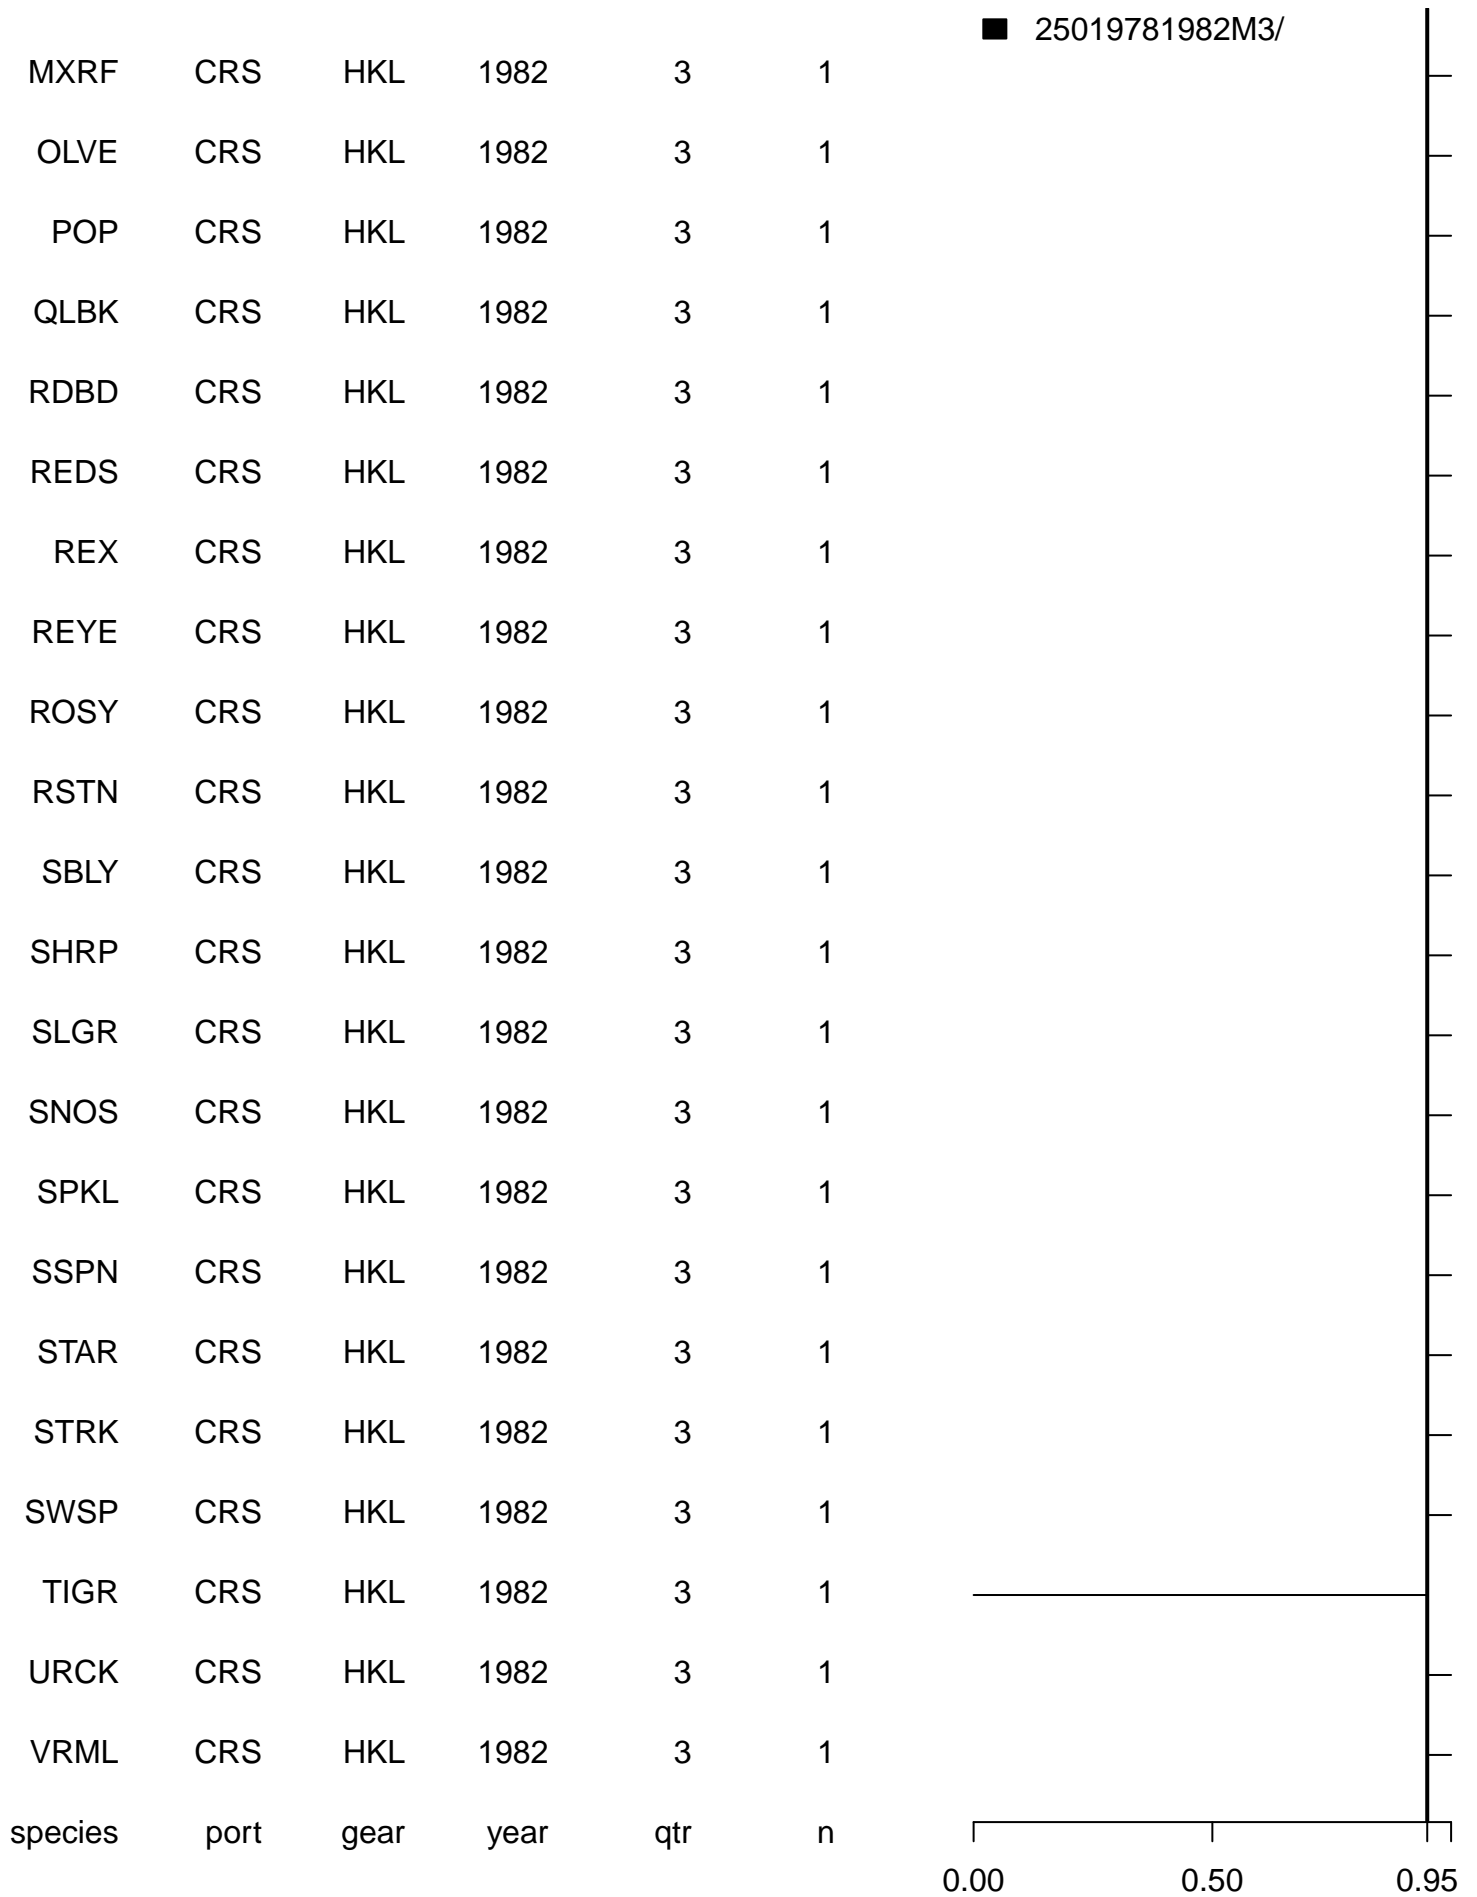 25019781982M3/
MXRF CRS HKL 1982 3 1
OLVE CRS HKL 1982 3 1
POP CRS HKL 1982 3 1
QLBK CRS HKL 1982 3 1
RDBD CRS HKL 1982 3 1
REDS CRS HKL 1982 3 1
REX CRS HKL 1982 3 1
REYE CRS HKL 1982 3 1
ROSY CRS HKL 1982 3 1
RSTN CRS HKL 1982 3 1
SBLY CRS HKL 1982 3 1
SHRP CRS HKL 1982 3 1
SLGR CRS HKL 1982 3 1
SNOS CRS HKL 1982 3 1
SPKL CRS HKL 1982 3 1
SSPN CRS HKL 1982 3 1
STAR CRS HKL 1982 3 1
STRK CRS HKL 1982 3 1
SWSP CRS HKL 1982 3 1
TIGR CRS HKL 1982 3 1
URCK CRS HKL 1982 3 1
VRML CRS HKL 1982 3 1
species port gear year qtr n
0.00 0.50 0.95